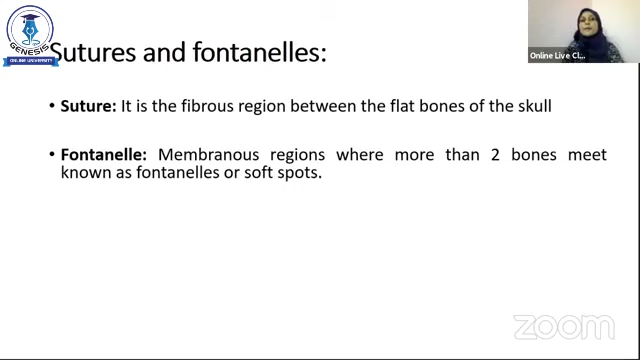 GENESIS
ONLINE UNIVERSITY
Sutures and fontanelles:
Online Live Cl...
• Suture: It is the fibrous region between the flat bones of the skull
• Fontanelle: Membranous regions where more than 2 bones meet
known as fontanelles or soft spots.
zoom